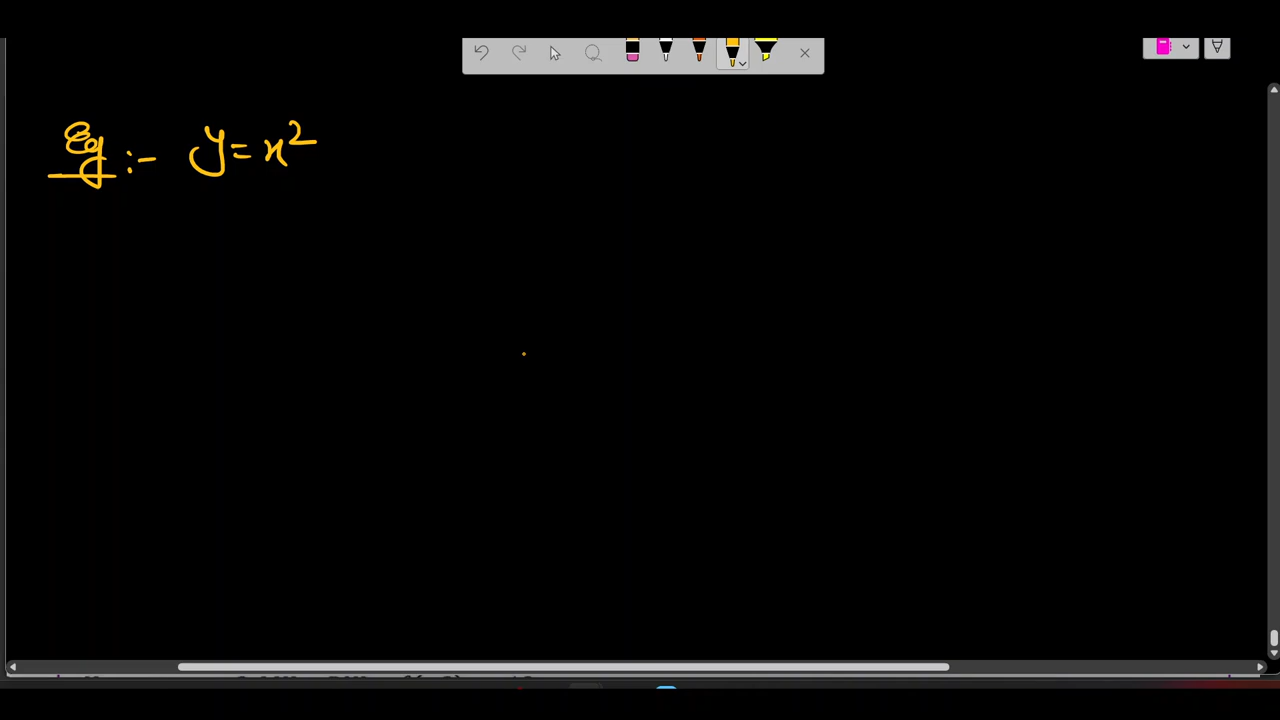 Eg :- y = x²